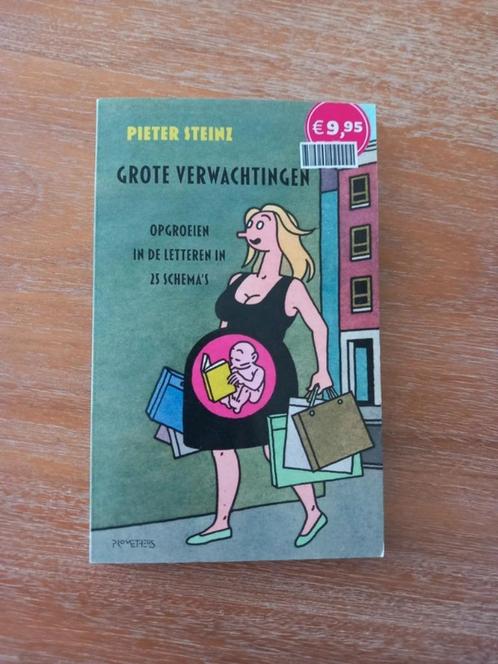 PIETER STEINZ
€9,95
GROTE VERWACHTINGEN
OPGROEIEN
IN DE LETTEREN IN
25 SCHEMA'S
PROMETHEUS